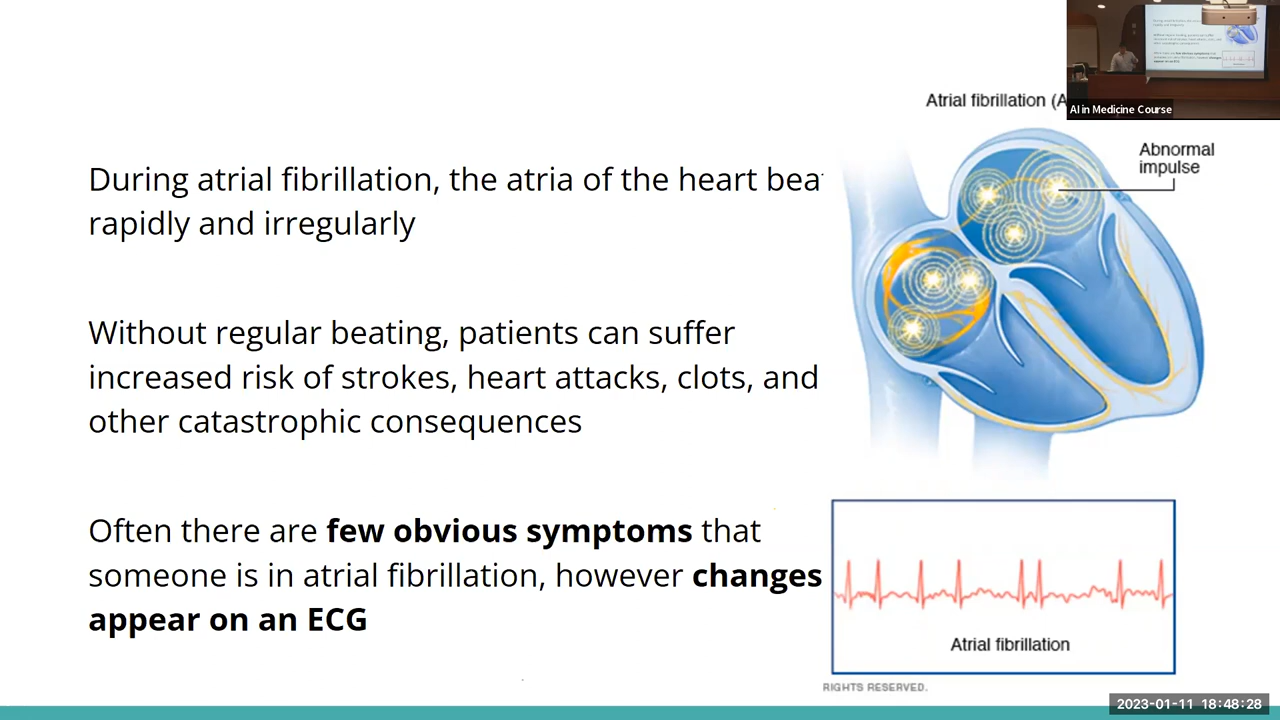 During atrial fibrillation, the atria of the heart beat
rapidly and irregularly
Without regular beating, patients can suffer
increased risk of strokes, heart attacks, clots, and
other catastrophic consequences
Often there are few obvious symptoms that
someone is in atrial fibrillation, however changes
appear on an ECG
Atrial fibrillation (A
Abnormal
impulse
Atrial fibrillation
RIGHTS RESERVED.
AI in Medicine Course
2023-01-11 18:48:28